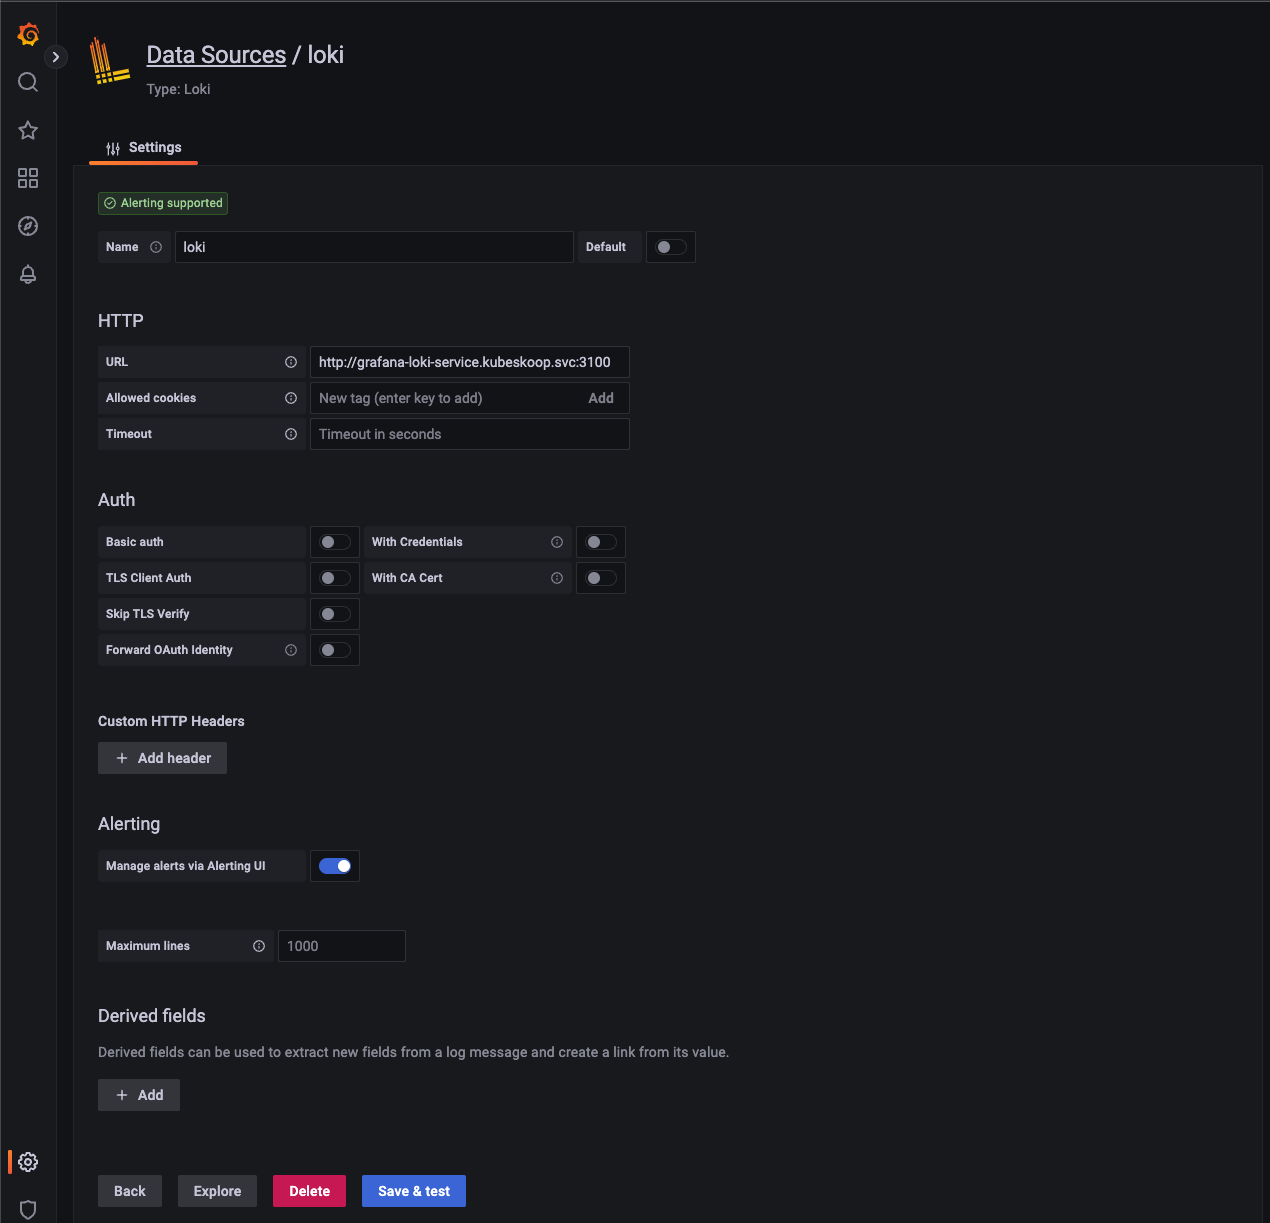 Data Sources / loki
Type: Loki
Settings
Alerting supported
Name loki Default
HTTP
URL http://grafana-loki-service.kubeskoop.svc:3100
Allowed cookies New tag (enter key to add) Add
Timeout Timeout in seconds
Auth
Basic auth With Credentials
TLS Client Auth With CA Cert
Skip TLS Verify
Forward OAuth Identity
Custom HTTP Headers
Add header
Alerting
Manage alerts via Alerting UI
Maximum lines 1000
Derived fields
Derived fields can be used to extract new fields from a log message and create a link from its value.
Add
Back Explore Delete Save & test